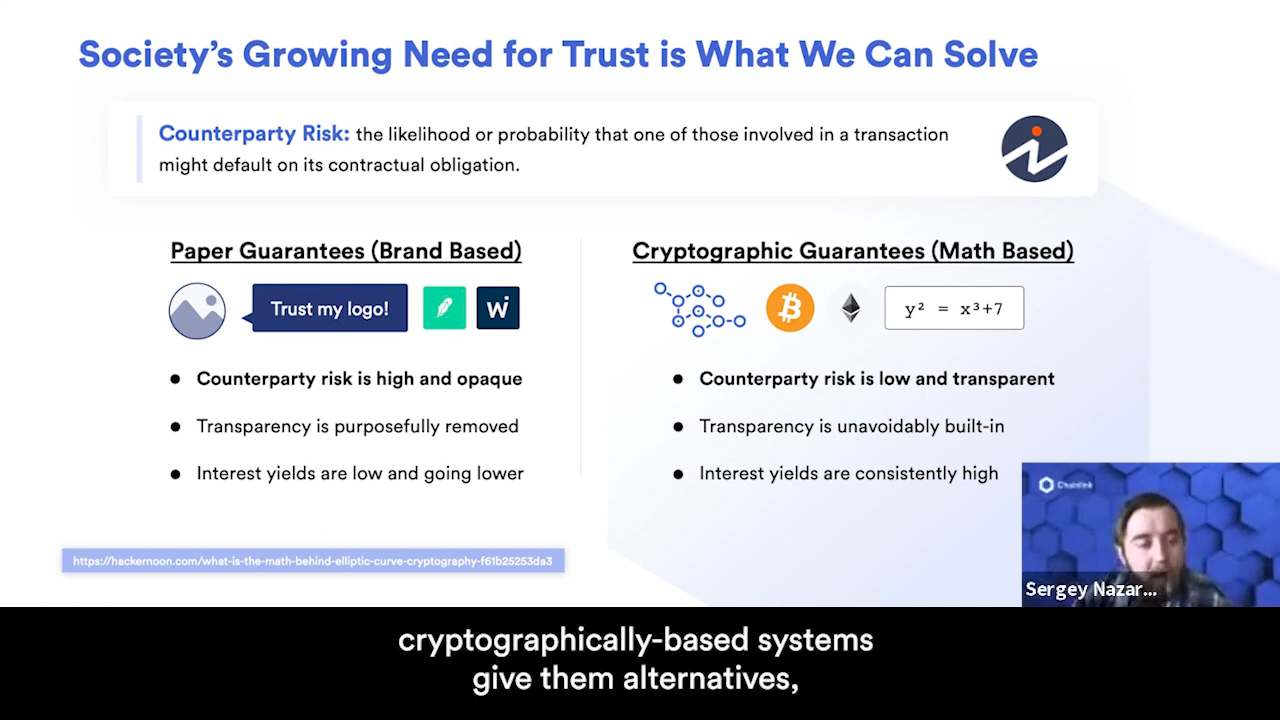 Society's Growing Need for Trust is What We Can Solve
Counterparty Risk: the likelihood or probability that one of those involved in a transaction
might default on its contractual obligation.
Paper Guarantees (Brand Based)
Trust my logo!
W
Counterparty risk is high and opaque
Transparency is purposefully removed
Interest yields are low and going lower
Cryptographic Guarantees (Math Based)
y² = x³+7
Counterparty risk is low and transparent
Transparency is unavoidably built-in
Interest yields are consistently high
https://hackernoon.com/what-is-the-math-behind-elliptic-curve-cryptography-f61b25253da3
Chainlink
Sergey Nazar...
cryptographically-based systems
give them alternatives,